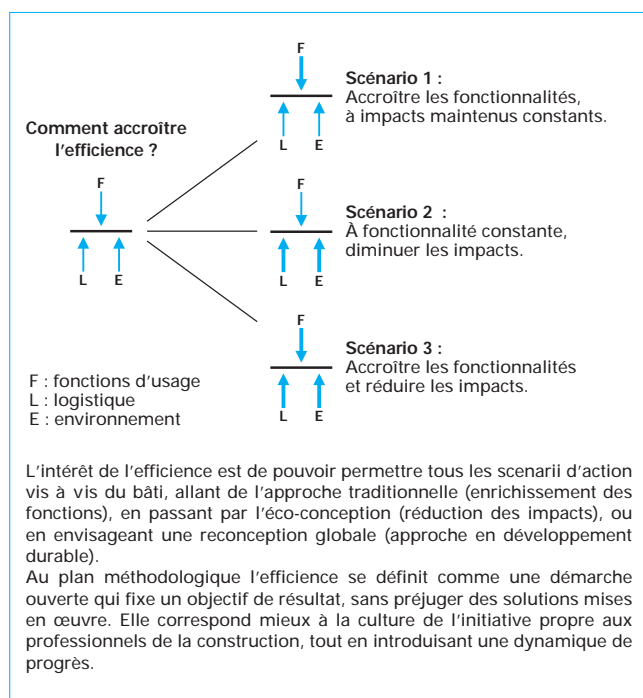 F
Scénario 1 :
Accroître les fonctionnalités,
à impacts maintenus constants.
L E
Comment accroître
l'efficience ?
F
L E
F
Scénario 2 :
À fonctionnalité constante,
diminuer les impacts.
L E
F
Scénario 3 :
Accroître les fonctionnalités
et réduire les impacts.
L E
F : fonctions d'usage
L : logistique
E : environnement
L'intérêt de l'efficience est de pouvoir permettre tous les scenarii d'action
vis à vis du bâti, allant de l'approche traditionnelle (enrichissement des
fonctions), en passant par l'éco-conception (réduction des impacts), ou
en envisageant une reconception globale (approche en développement
durable).
Au plan méthodologique l'efficience se définit comme une démarche
ouverte qui fixe un objectif de résultat, sans préjuger des solutions mises
en œuvre. Elle correspond mieux à la culture de l'initiative propre aux
professionnels de la construction, tout en introduisant une dynamique de
progrès.